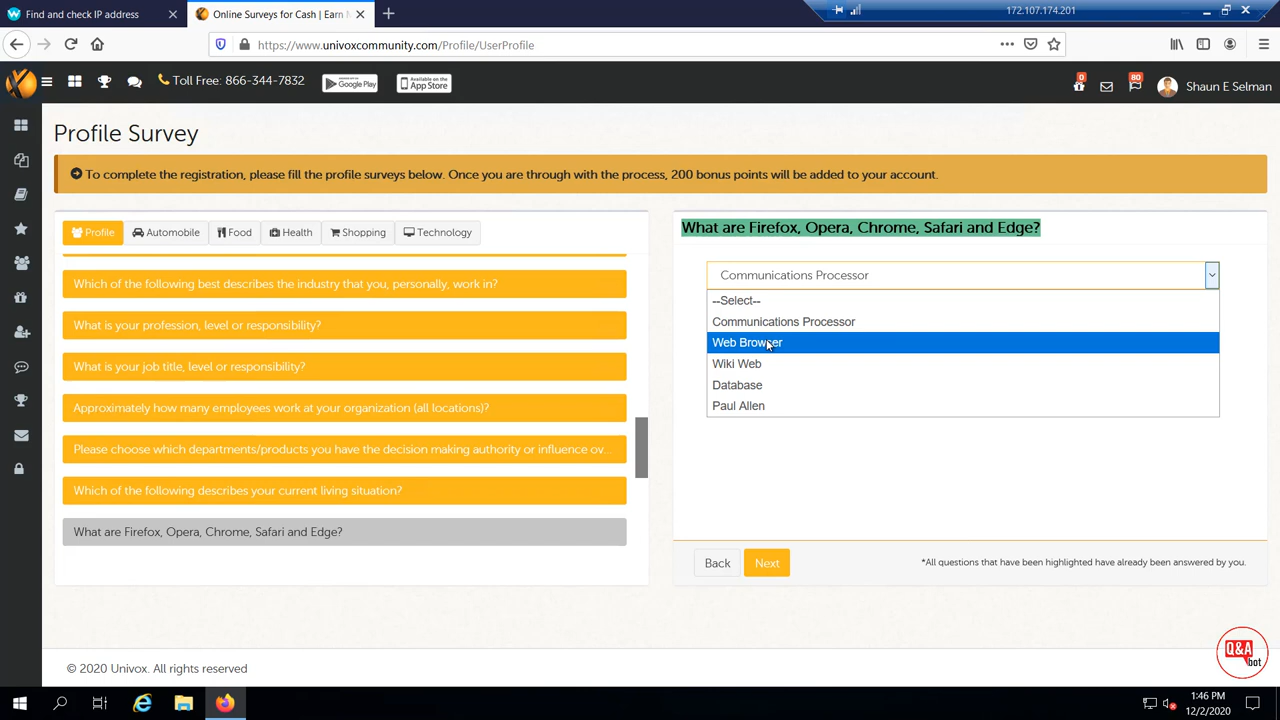 Find and check IP address
Online Surveys for Cash | Earn
172.107.174.201
https://www.univoxcommunity.com/Profile/UserProfile
Toll Free: 866-344-7832
Google Play
Available on the App Store
0
80
Shaun E Selman
Profile Survey
To complete the registration, please fill the profile surveys below. Once you are through with the process, 200 bonus points will be added to your account.
Profile
Automobile
Food
Health
Shopping
Technology
Which of the following best describes the industry that you, personally, work in?
What is your profession, level or responsibility?
What is your job title, level or responsibility?
Approximately how many employees work at your organization (all locations)?
Please choose which departments/products you have the decision making authority or influence ov...
Which of the following describes your current living situation?
What are Firefox, Opera, Chrome, Safari and Edge?
What are Firefox, Opera, Chrome, Safari and Edge?
Communications Processor
--Select--
Communications Processor
Web Browser
Wiki Web
Database
Paul Allen
Back
Next
*All questions that have been highlighted have already been answered by you.
© 2020 Univox. All rights reserved
Q&A
bot
1:46 PM
12/2/2020